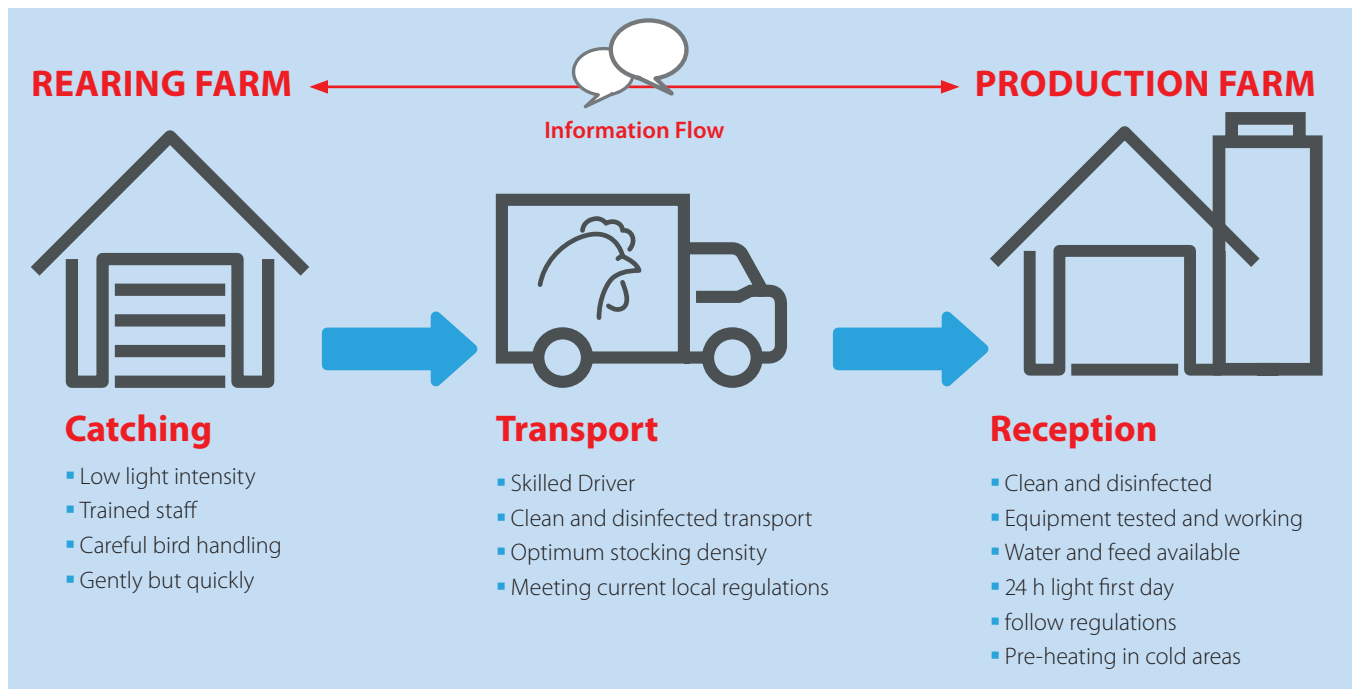 REARING FARM
Information Flow
PRODUCTION FARM
Catching
▪ Low light intensity
▪ Trained staff
▪ Careful bird handling
▪ Gently but quickly
Transport
▪ Skilled Driver
▪ Clean and disinfected transport
▪ Optimum stocking density
▪ Meeting current local regulations
Reception
▪ Clean and disinfected
▪ Equipment tested and working
▪ Water and feed available
▪ 24 h light first day
▪ follow regulations
▪ Pre-heating in cold areas